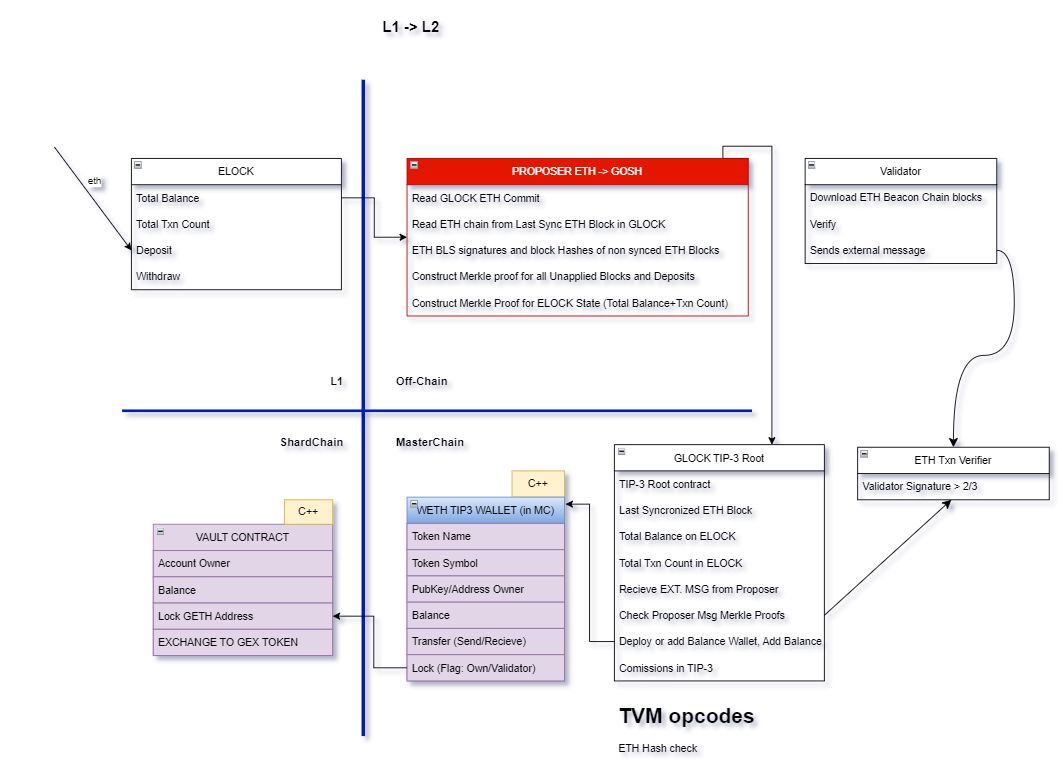 L1 -> L2
eth
ELOCK
Total Balance
Total Txn Count
Deposit
Withdraw
PROPOSER ETH -> GOSH
Read GLOCK ETH Commit
Read ETH chain from Last Sync ETH Block in GLOCK
ETH BLS signatures and block Hashes of non synced ETH Blocks
Construct Merkle proof for all Unapplied Blocks and Deposits
Construct Merkle Proof for ELOCK State (Total Balance+Txn Count)
Validator
Download ETH Beacon Chain blocks
Verify
Sends external message
L1
Off-Chain
ShardChain
MasterChain
C++
VAULT CONTRACT
Account Owner
Balance
Lock GETH Address
EXCHANGE TO GEX TOKEN
C++
WETH TIP3 WALLET (in MC)
Token Name
Token Symbol
PubKey/Address Owner
Balance
Transfer (Send/Recieve)
Lock (Flag: Own/Validator)
GLOCK TIP-3 Root
TIP-3 Root contract
Last Syncronized ETH Block
Total Balance on ELOCK
Total Txn Count in ELOCK
Recieve EXT. MSG from Proposer
Check Proposer Msg Merkle Proofs
Deploy or add Balance Wallet, Add Balance
Comissions in TIP-3
ETH Txn Verifier
Validator Signature > 2/3
TVM opcodes
ETH Hash check